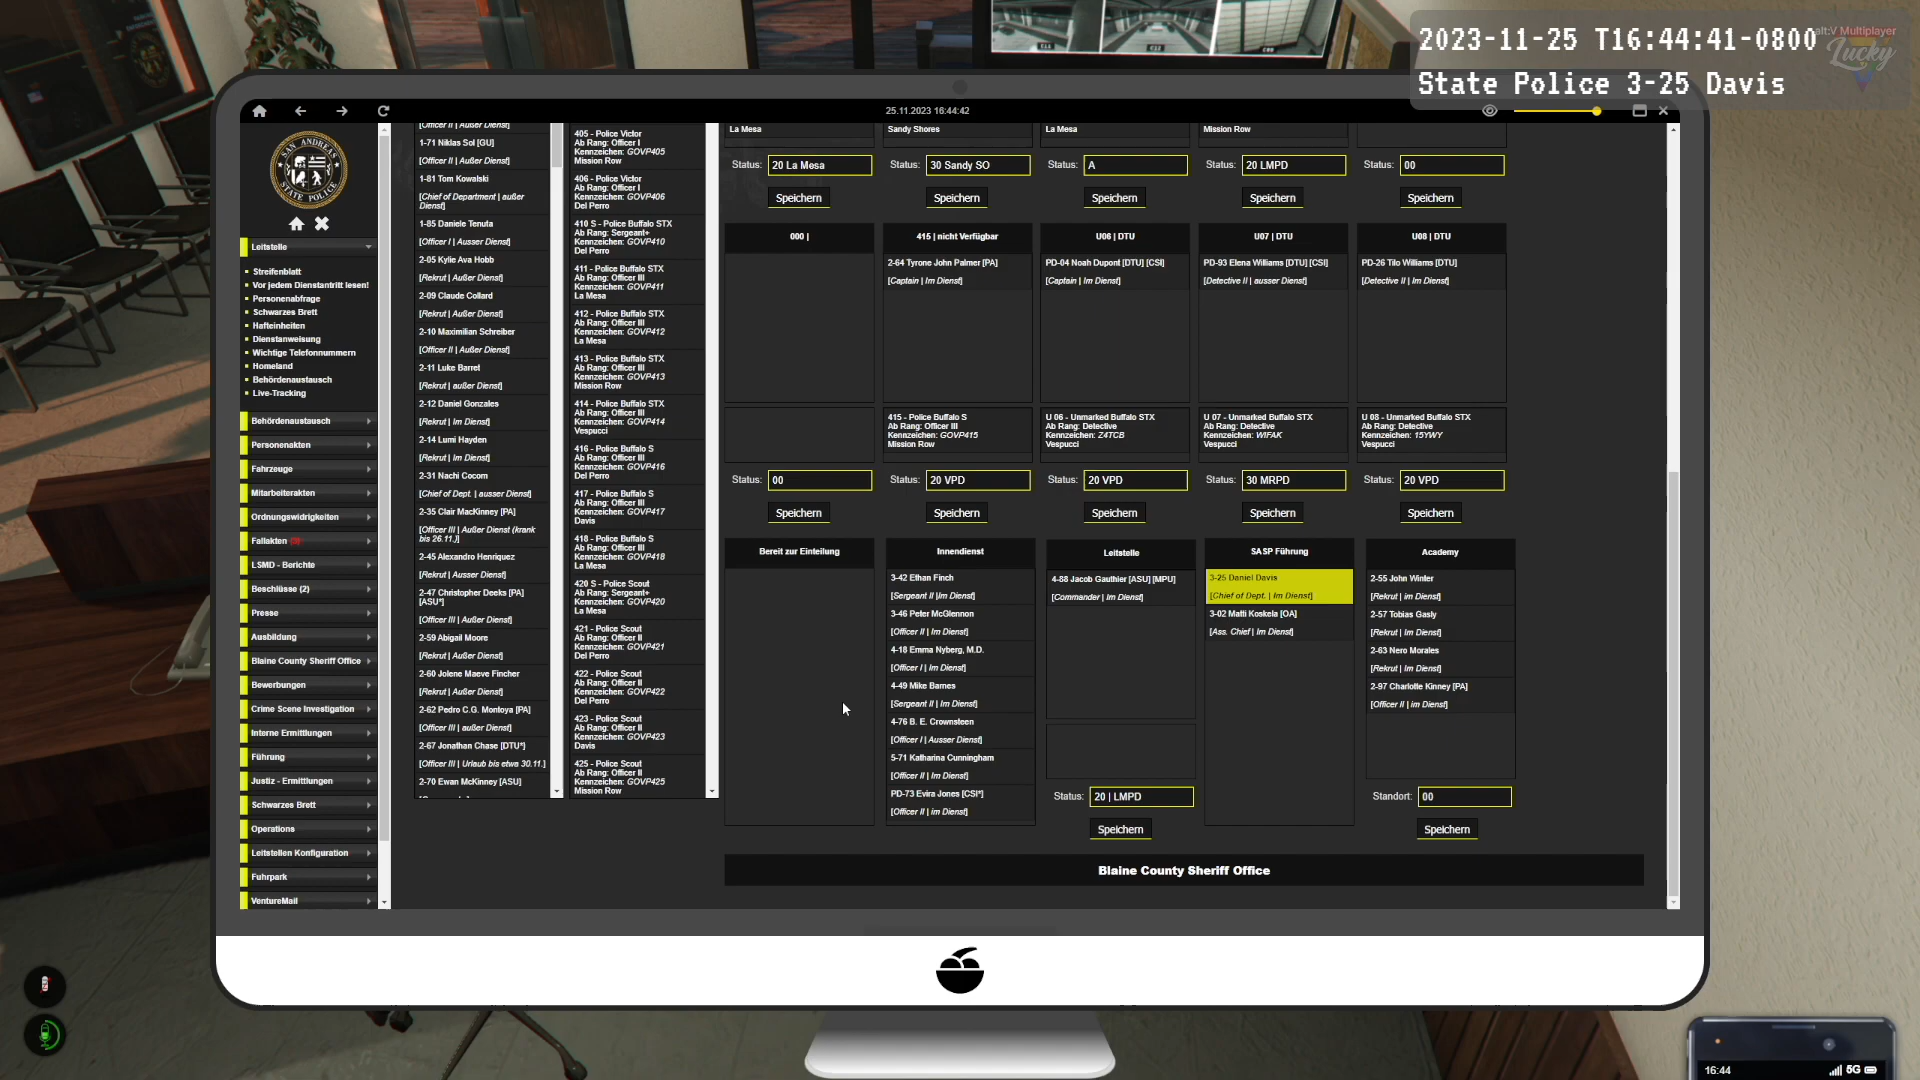 2023-11-25 T16:44:41-0800
State Police 3-25 Davis
alt:V Multiplayer
Lucky
25.11.2023 16:44:42
SAN ANDREAS
STATE POLICE
Leitstelle
Streifenblatt
Vor jedem Dienstantritt lesen!
Personenabfrage
Schwarzes Brett
Hafteinheiten
Dienstanweisung
Wichtige Telefonnummern
Homeland
Behördenaustausch
Live-Tracking
Behördenaustausch
Personenakten
Fahrzeuge
Mitarbeiterakten
Ordnungswidrigkeiten
Fallakten
LSMD - Berichte
Beschlüsse (2)
Presse
Ausbildung
Blaine County Sheriff Office
Bewerbungen
Crime Scene Investigation
Interne Ermittlungen
Führung
Justiz - Ermittlungen
Schwarzes Brett
Operations
Leitstellen Konfiguration
Fuhrpark
VentureMail
[Officer II | Außer Dienst]
1-71 Niklas Sol [GU]
[Officer II | Außer Dienst]
1-81 Tom Kowalski
[Chief of Department | außer
Dienst]
1-85 Daniele Tenuta
[Officer I | Ausser Dienst]
2-05 Kylie Ava Hobb
[Rekrut | Außer Dienst]
2-09 Claude Collard
[Rekrut | Außer Dienst]
2-10 Maximilian Schreiber
[Officer II | Außer Dienst]
2-11 Luke Barret
[Rekrut | außer Dienst]
2-12 Daniel Gonzales
[Rekrut | Im Dienst]
2-14 Lumi Hayden
[Rekrut | Im Dienst]
2-31 Nachi Cocom
[Chief of Dept. | ausser Dienst]
2-35 Clair MacKinney [PA]
[Officer III | Außer Dienst (krank
bis 26.11.)]
2-45 Alexandro Henriquez
[Rekrut | Ausser Dienst]
2-47 Christopher Deeks [PA]
[ASU*]
[Officer III | Außer Dienst]
2-59 Abigail Moore
[Rekrut | Außer Dienst]
2-60 Jolene Maeve Fincher
[Rekrut | Außer Dienst]
2-62 Pedro C.G. Montoya [PA]
[Officer III | außer Dienst]
2-67 Jonathan Chase [DTU*]
[Officer III | Urlaub bis etwa 30.11.]
2-70 Ewan McKinney [ASU]
405 - Police Victor
Ab Rang: Officer I
Kennzeichen: GOVP405
Mission Row
406 - Police Victor
Ab Rang: Officer I
Kennzeichen: GOVP406
Del Perro
410 S - Police Buffalo STX
Ab Rang: Sergeant+
Kennzeichen: GOVP410
Del Perro
411 - Police Buffalo STX
Ab Rang: Officer III
Kennzeichen: GOVP411
La Mesa
412 - Police Buffalo STX
Ab Rang: Officer III
Kennzeichen: GOVP412
La Mesa
413 - Police Buffalo STX
Ab Rang: Officer III
Kennzeichen: GOVP413
Mission Row
414 - Police Buffalo STX
Ab Rang: Officer III
Kennzeichen: GOVP414
Vespucci
416 - Police Buffalo S
Ab Rang: Officer III
Kennzeichen: GOVP416
Del Perro
417 - Police Buffalo S
Ab Rang: Officer III
Kennzeichen: GOVP417
Davis
418 - Police Buffalo S
Ab Rang: Officer III
Kennzeichen: GOVP418
La Mesa
420 S - Police Scout
Ab Rang: Sergeant+
Kennzeichen: GOVP420
La Mesa
421 - Police Scout
Ab Rang: Officer II
Kennzeichen: GOVP421
Del Perro
422 - Police Scout
Ab Rang: Officer II
Kennzeichen: GOVP422
Del Perro
423 - Police Scout
Ab Rang: Officer II
Kennzeichen: GOVP423
Davis
425 - Police Scout
Ab Rang: Officer II
Kennzeichen: GOVP425
Mission Row
La Mesa Sandy Shores La Mesa Mission Row
Status: 20 La Mesa Status: 30 Sandy SO Status: A Status: 20 LMPD Status: 00
Speichern Speichern Speichern Speichern Speichern
000 |
415 | nicht Verfügbar
2-64 Tyrone John Palmer [PA]
[Captain | Im Dienst]
415 - Police Buffalo S
Ab Rang: Officer III
Kennzeichen: GOVP415
Mission Row
U06 | DTU
PD-04 Noah Dupont [DTU] [CSI]
[Captain | Im Dienst]
U 06 - Unmarked Buffalo STX
Ab Rang: Detective
Kennzeichen: Z4TCB
Vespucci
U07 | DTU
PD-93 Elena Williams [DTU] [CSI]
[Detective II | ausser Dienst]
U 07 - Unmarked Buffalo STX
Ab Rang: Detective
Kennzeichen: WIFAK
Vespucci
U08 | DTU
PD-26 Tilo Williams [DTU]
[Detective II | Im Dienst]
U 08 - Unmarked Buffalo STX
Ab Rang: Detective
Kennzeichen: 15YWY
Vespucci
Status: 00 Status: 20 VPD Status: 20 VPD Status: 30 MRPD Status: 20 VPD
Speichern Speichern Speichern Speichern Speichern
Bereit zur Einteilung
Innendienst
3-42 Ethan Finch
[Sergeant II |Im Dienst]
3-46 Peter McGlennon
[Officer II | Im Dienst]
4-18 Emma Nyberg, M.D.
[Officer I | Im Dienst]
4-49 Mike Barnes
[Sergeant II | Im Dienst]
4-76 B. E. Crownsteen
[Officer I | Ausser Dienst]
5-71 Katharina Cunningham
[Officer II | Im Dienst]
PD-73 Evira Jones [CSI*]
[Officer II | im Dienst]
Leitstelle
4-88 Jacob Gauthier [ASU] [MPU]
[Commander | Im Dienst]
Status: 20 | LMPD
Speichern
SASP Führung
3-25 Daniel Davis
[Chief of Dept. | Im Dienst]
3-02 Matti Koskela [OA]
[Ass. Chief | Im Dienst]
Academy
2-55 John Winter
[Rekrut | im Dienst]
2-57 Tobias Gasly
[Rekrut | Im Dienst]
2-63 Nero Morales
[Rekrut | Im Dienst]
2-97 Charlotte Kinney [PA]
[Officer II | im Dienst]
Standort: 00
Speichern
Blaine County Sheriff Office
16:44
5G